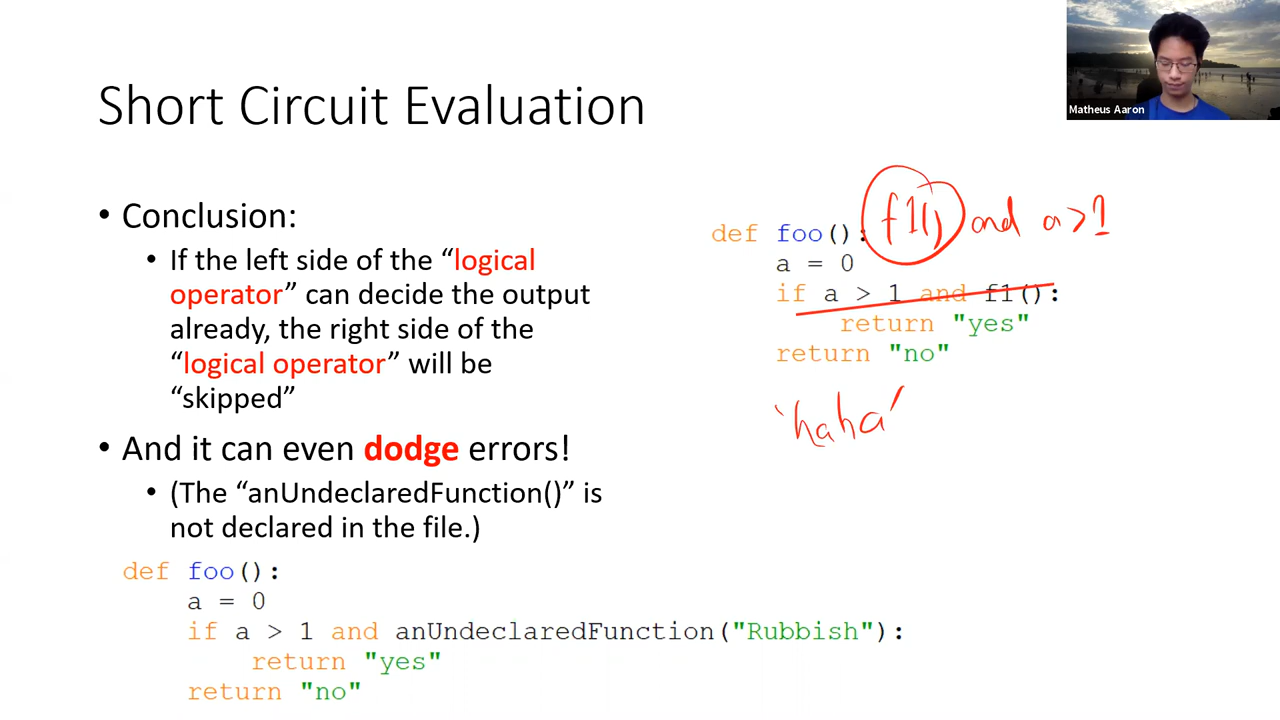 Matheus Aaron
Short Circuit Evaluation
• Conclusion:
• If the left side of the “logical
operator” can decide the output
already, the right side of the
“logical operator” will be
“skipped”
• And it can even dodge errors!
• (The “anUndeclaredFunction()” is
not declared in the file.)
def foo():
a = 0
if a > 1 and anUndeclaredFunction("Rubbish"):
return "yes"
return "no"
f1() and a>1
def foo():
a = 0
if a > 1 and f1():
return "yes"
return "no"
'haha'